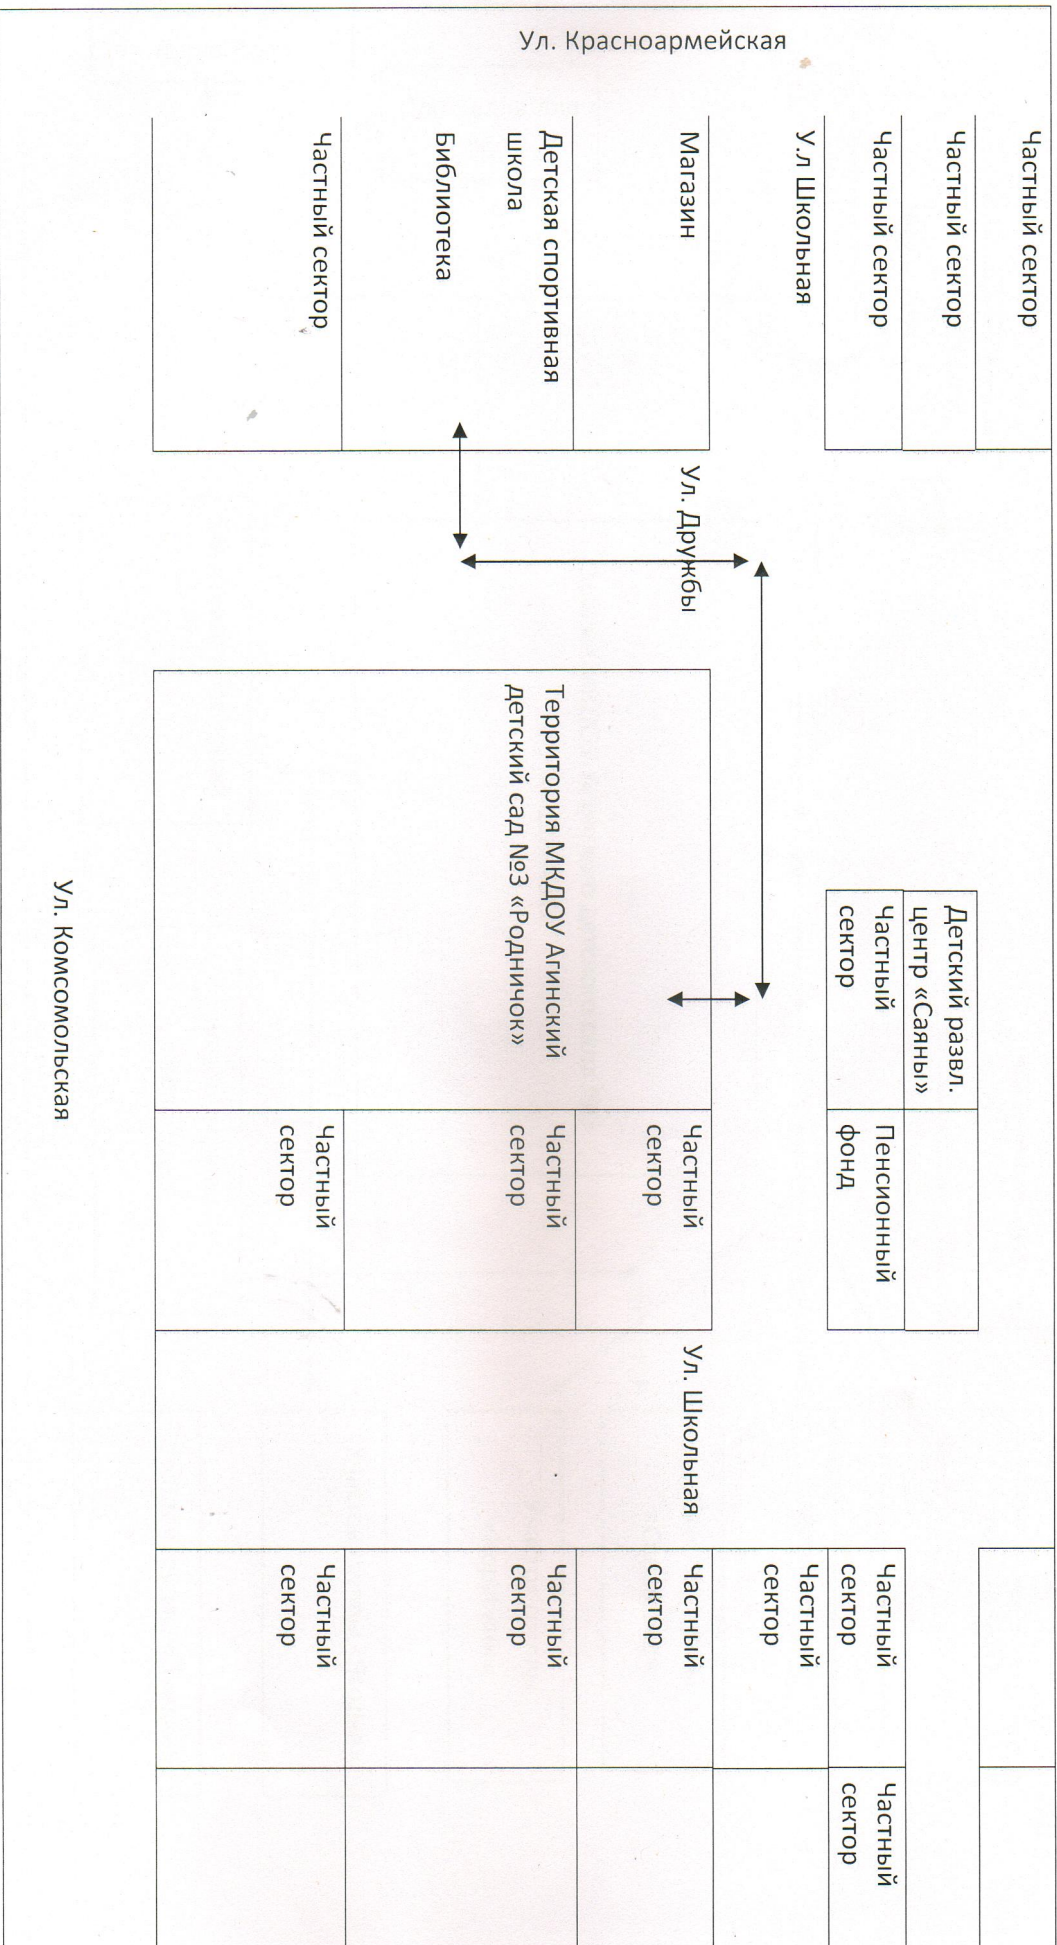 Ул. Красноармейская
Частный сектор
Частный сектор
Частный сектор
У.л Школьная
Магазин
Детская спортивная
школа
Библиотека
Частный сектор
Ул. Дружбы
Детский развл.
центр «Саяны»
Частный
сектор
Пенсионный
фонд
Территория МКДОУ Агинский
детский сад №3 «Родничок»
Частный
сектор
Частный
сектор
Частный
сектор
Ул. Школьная
Частный
сектор
Частный
сектор
Частный
сектор
Частный
сектор
Частный
сектор
Частный
сектор
Ул. Комсомольская